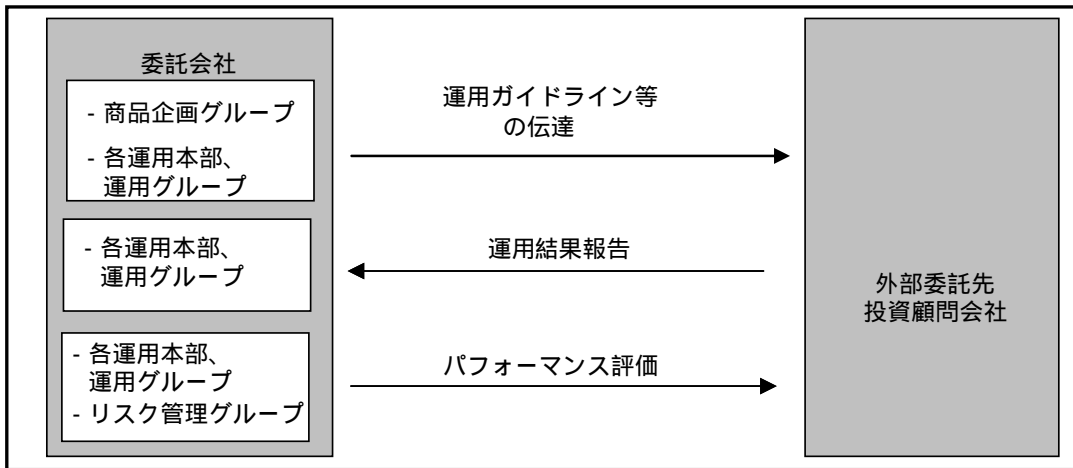 委託会社
- 商品企画グループ
- 各運用本部、
運用グループ
運用ガイドライン等
の伝達
- 各運用本部、
運用グループ
運用結果報告
- 各運用本部、
運用グループ
- リスク管理グループ
パフォーマンス評価
外部委託先
投資顧問会社